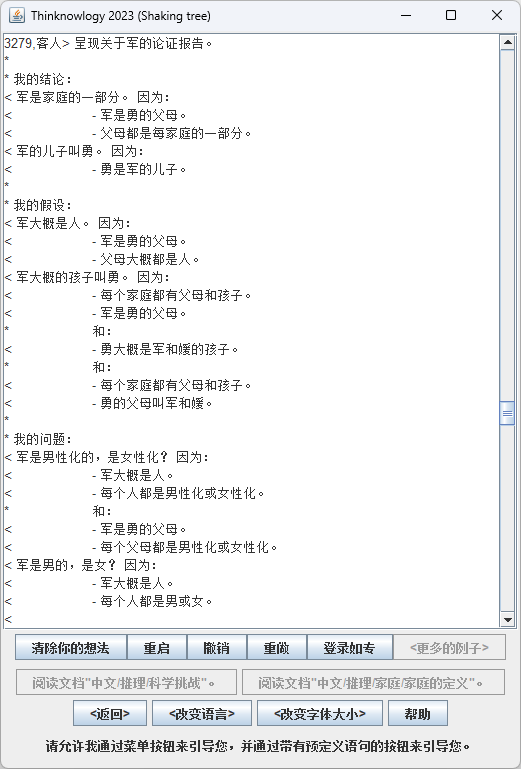 Thinknowlogy 2023 (Shaking tree)
3279,客人> 呈现关于军的论证报告。
*
* 我的结论:
< 军是家庭的一部分。 因为:
< - 军是勇的父母。
< - 父母都是每家庭的一部分。
< 军的儿子叫勇。 因为:
< - 勇是军的儿子。
*
* 我的假设:
< 军大概是人。 因为:
< - 军是勇的父母。
< - 父母大概都是人。
< 军大概的孩子叫勇。 因为:
< - 每个家庭都有父母和孩子。
< - 军是勇的父母。
* 和:
< - 勇大概是军和媛的孩子。
* 和:
< - 每个家庭都有父母和孩子。
< - 勇的父母叫军和媛。
*
* 我的问题:
< 军是男性化的，是女性化? 因为:
< - 军大概是人。
< - 每个人都是男性化或女性化。
* 和:
< - 军是勇的父母。
< - 每个父母都是男性化或女性化。
< 军是男的，是女? 因为:
< - 军大概是人。
< - 每个人都是男或女。
<
清除你的想法 重启 撤销 重做 登录如专 <更多的例子>
阅读文档"中文/推理/科学挑战"。 阅读文档"中文/推理/家庭/家庭的定义"。
<返回> <改变语言> <改变字体大小> 帮助
请允许我通过菜单按钮来引导您，并通过带有预定义语句的按钮来引导您。